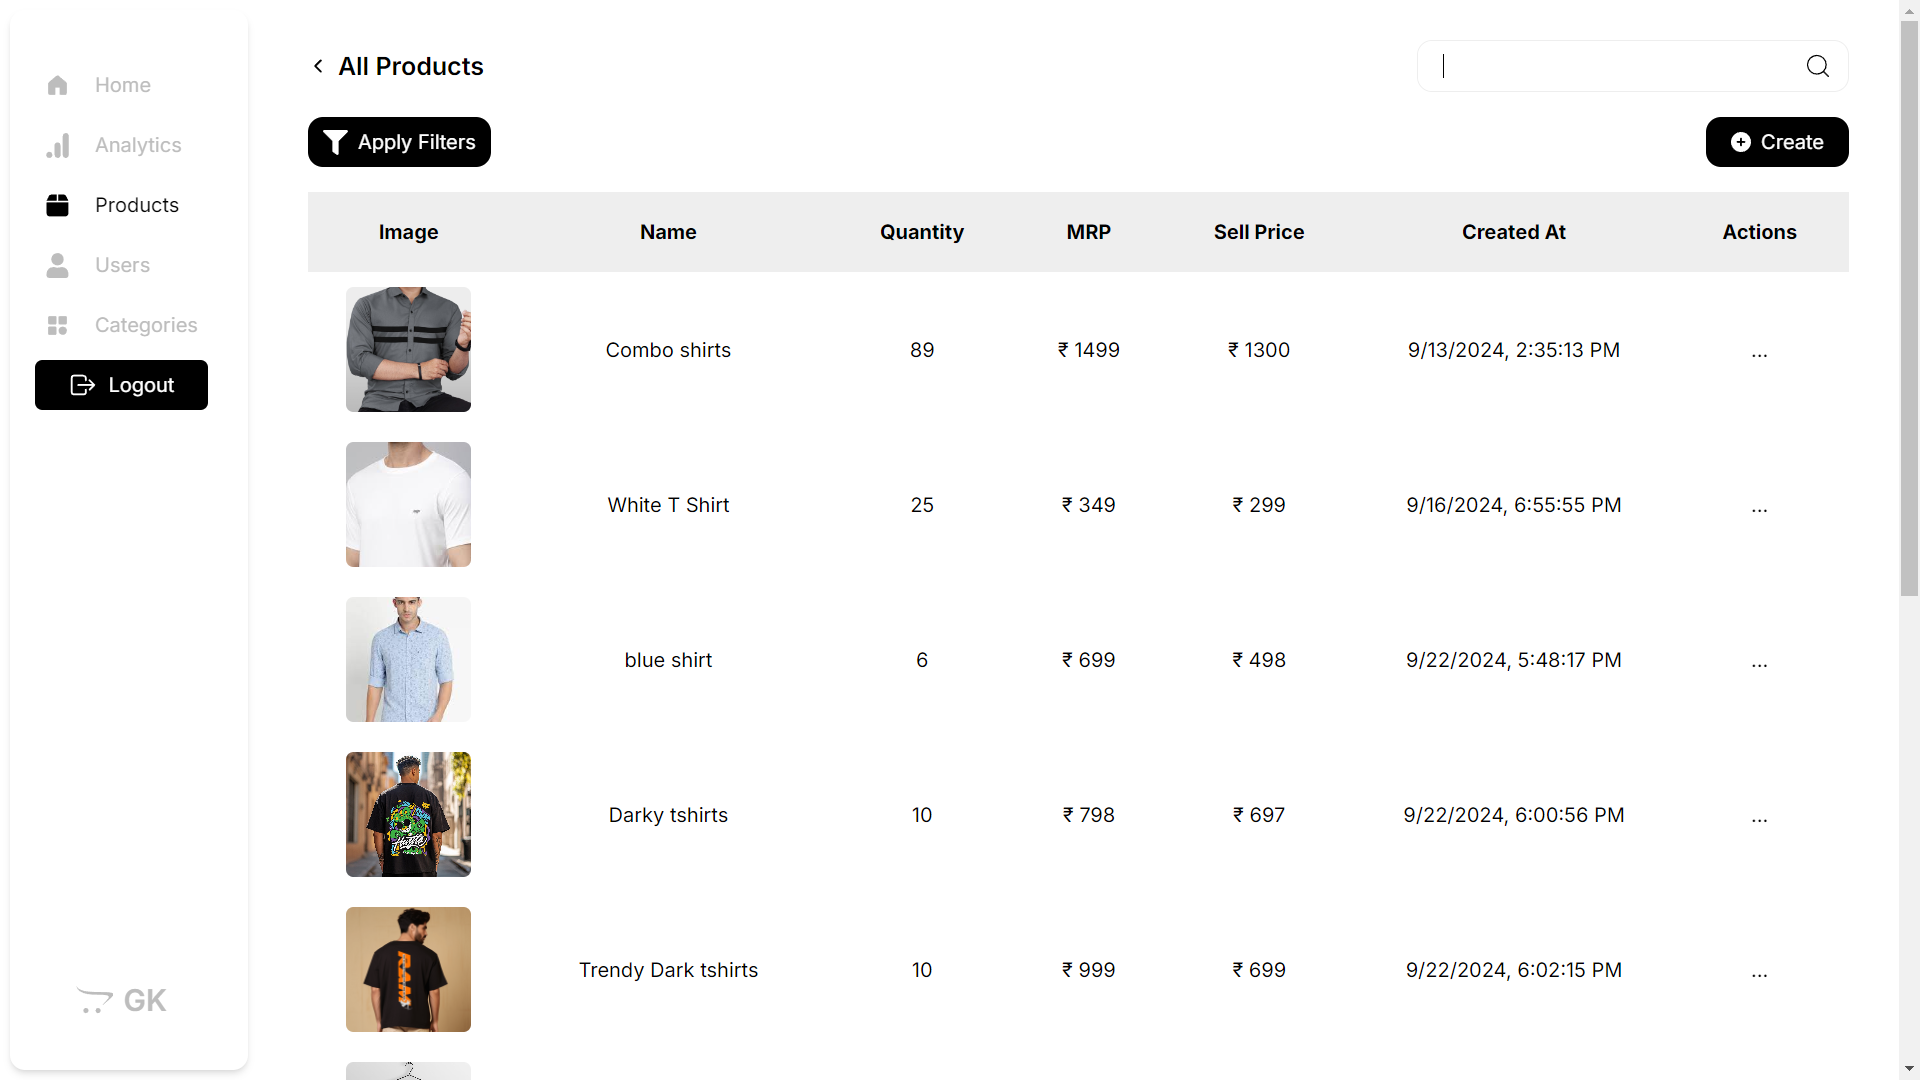 Home
Analytics
Products
Users
Categories
Logout
GK
All Products
Apply Filters
Create
Image Name Quantity MRP Sell Price Created At Actions
Combo shirts 89 ₹ 1499 ₹ 1300 9/13/2024, 2:35:13 PM ...
White T Shirt 25 ₹ 349 ₹ 299 9/16/2024, 6:55:55 PM ...
blue shirt 6 ₹ 699 ₹ 498 9/22/2024, 5:48:17 PM ...
Darky tshirts 10 ₹ 798 ₹ 697 9/22/2024, 6:00:56 PM ...
RAM
Trendy Dark tshirts 10 ₹ 999 ₹ 699 9/22/2024, 6:02:15 PM ...